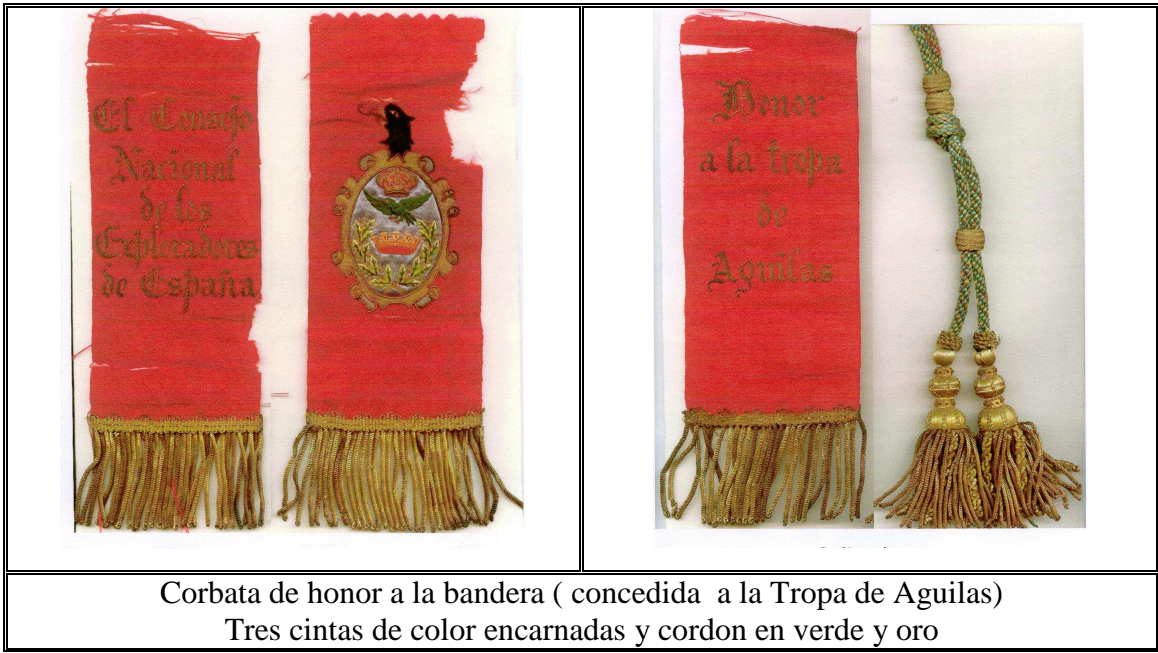 El Consejo
Nacional
de los
Exploradores
de España
Honor
a la tropa
de
Aguilas
Corbata de honor a la bandera ( concedida  a la Tropa de Aguilas)
Tres cintas de color encarnadas y cordon en verde y oro